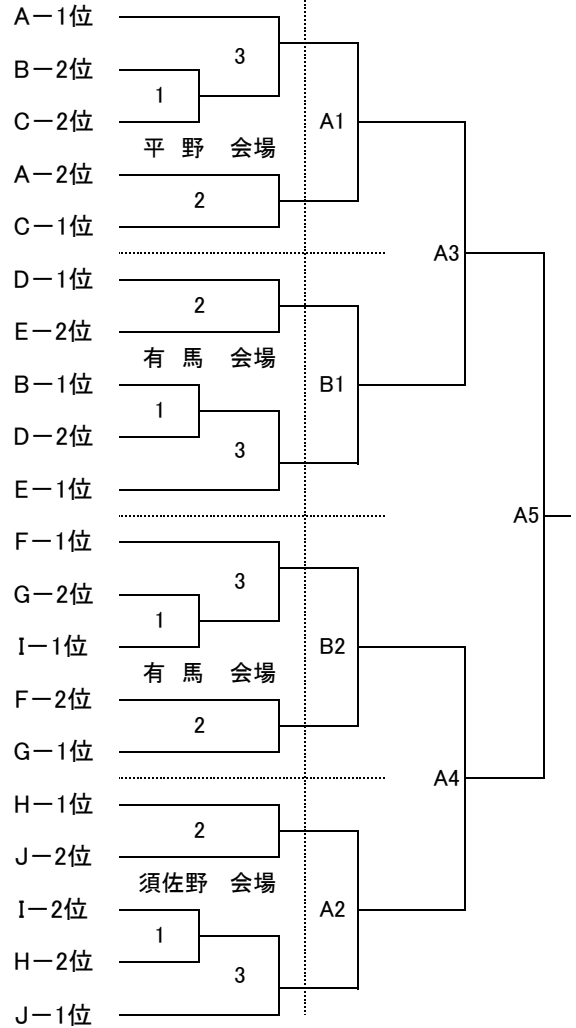 A－1位
3
B－2位
1
C－2位
A1
平 野 会場
A－2位
2
C－1位
A3
D－1位
2
E－2位
有 馬 会場
B－1位
B1
1
D－2位
3
E－1位
A5
F－1位
3
G－2位
1
I－1位
B2
有 馬 会場
F－2位
2
G－1位
A4
H－1位
2
J－2位
須佐野 会場
I－2位
A2
1
H－2位
3
J－1位